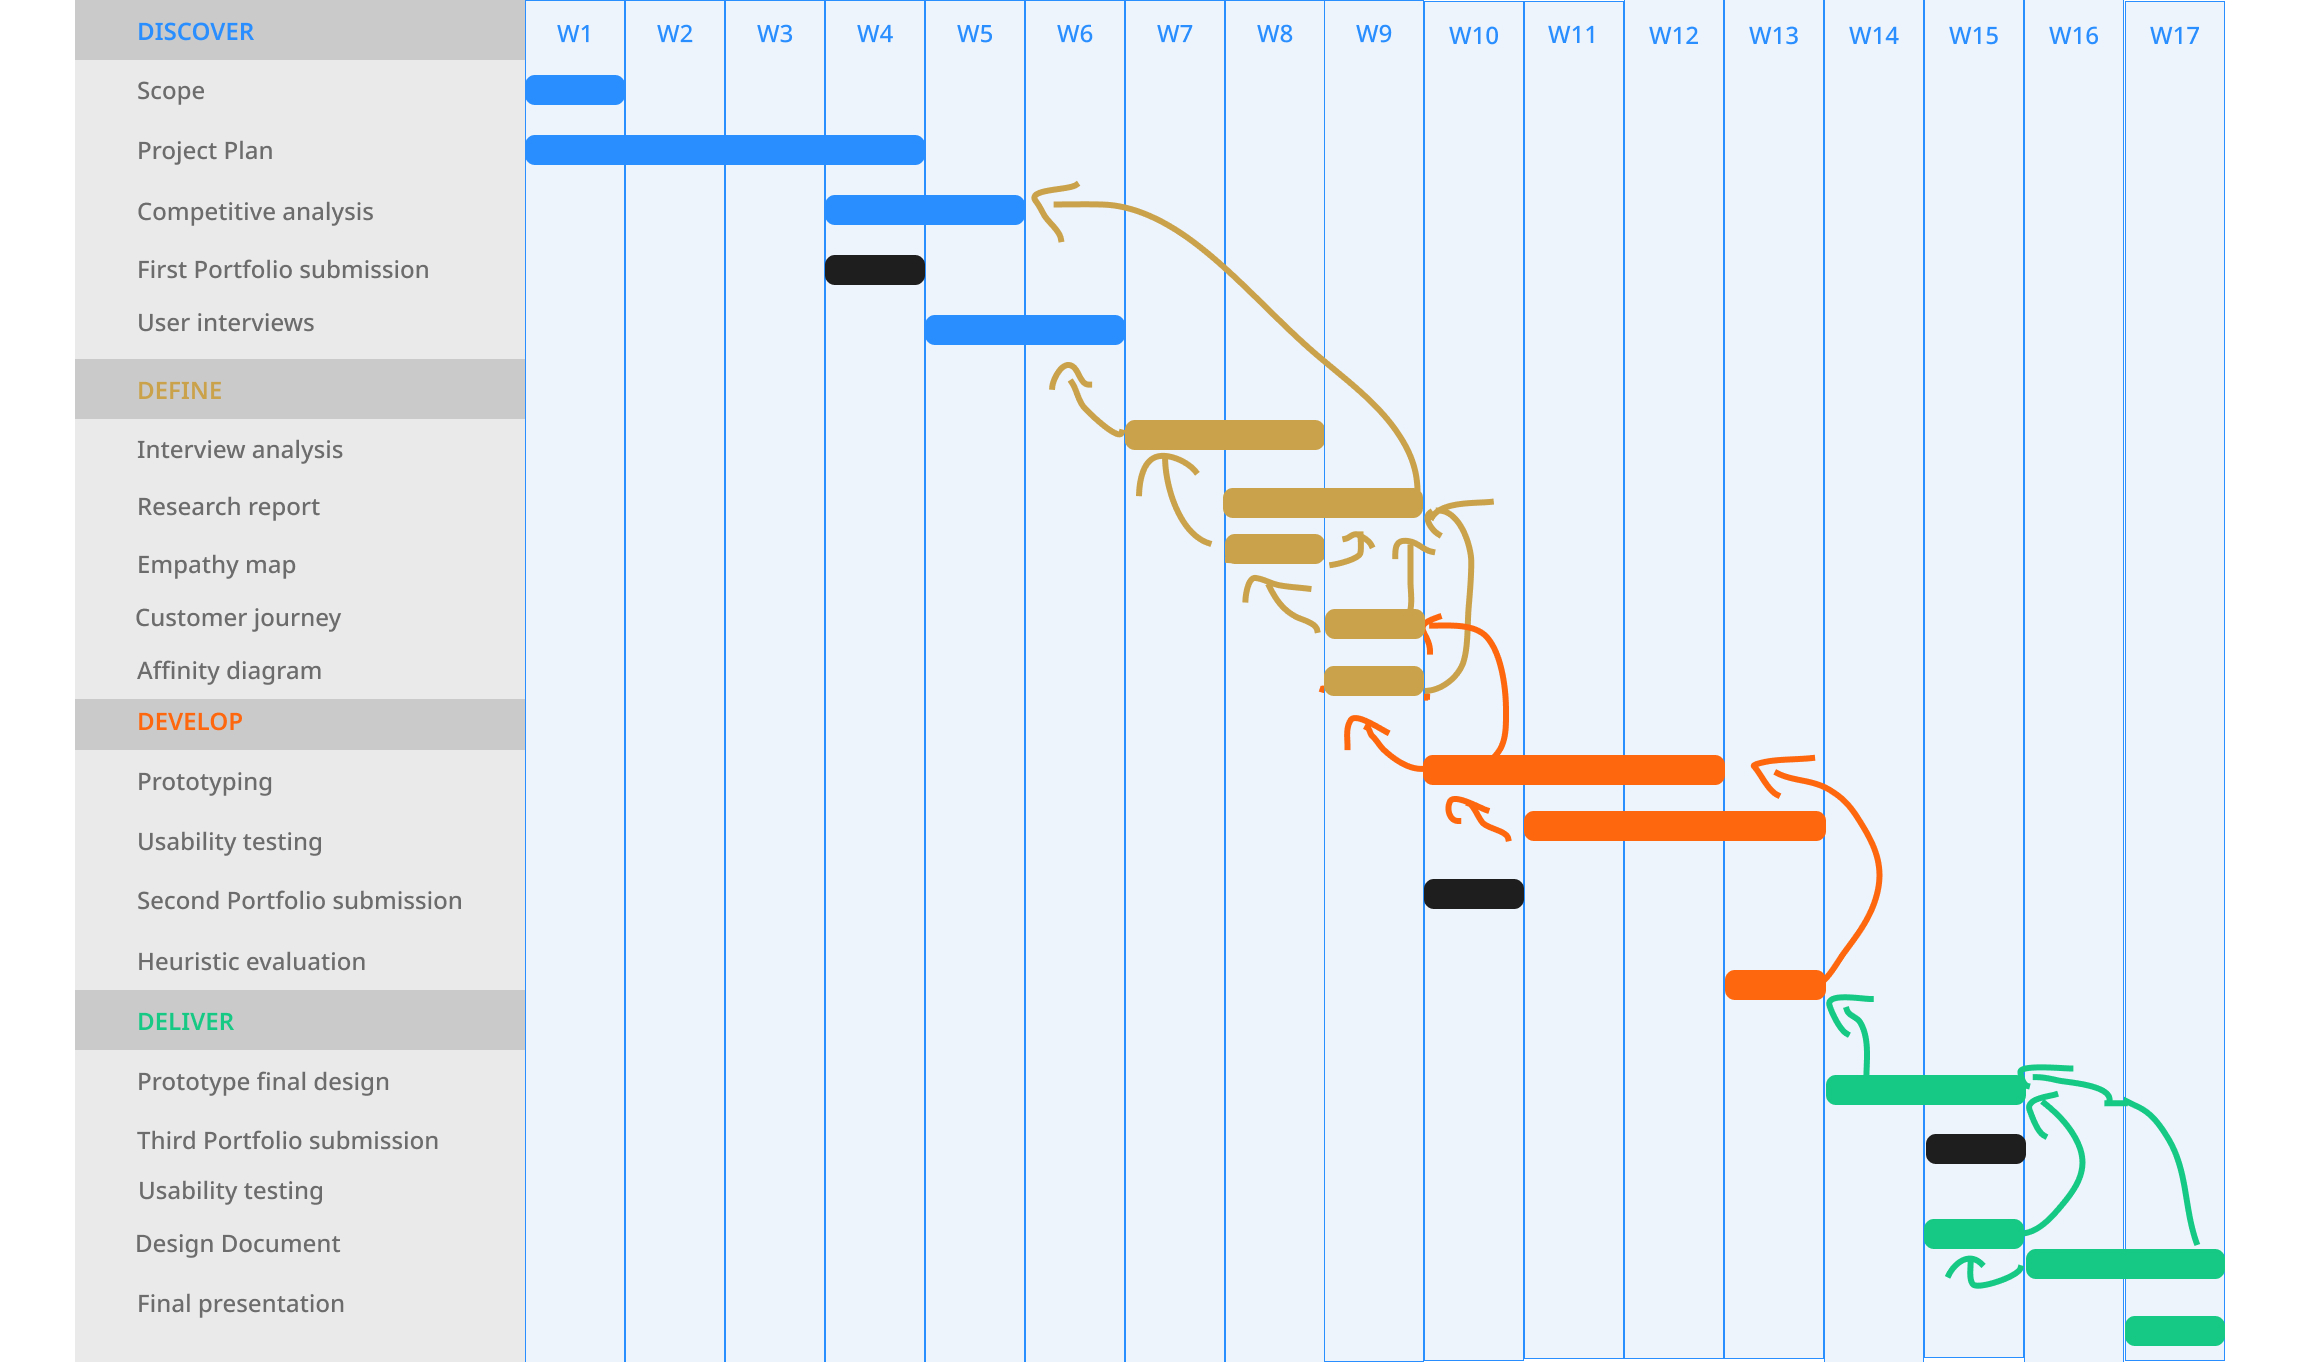 DISCOVER W1 W2 W3 W4 W5 W6 W7 W8 W9 W10 W11 W12 W13 W14 W15 W16 W17
Scope
Project Plan
Competitive analysis
First Portfolio submission
User interviews
DEFINE
Interview analysis
Research report
Empathy map
Customer journey
Affinity diagram
DEVELOP
Prototyping
Usability testing
Second Portfolio submission
Heuristic evaluation
DELIVER
Prototype final design
Third Portfolio submission
Usability testing
Design Document
Final presentation